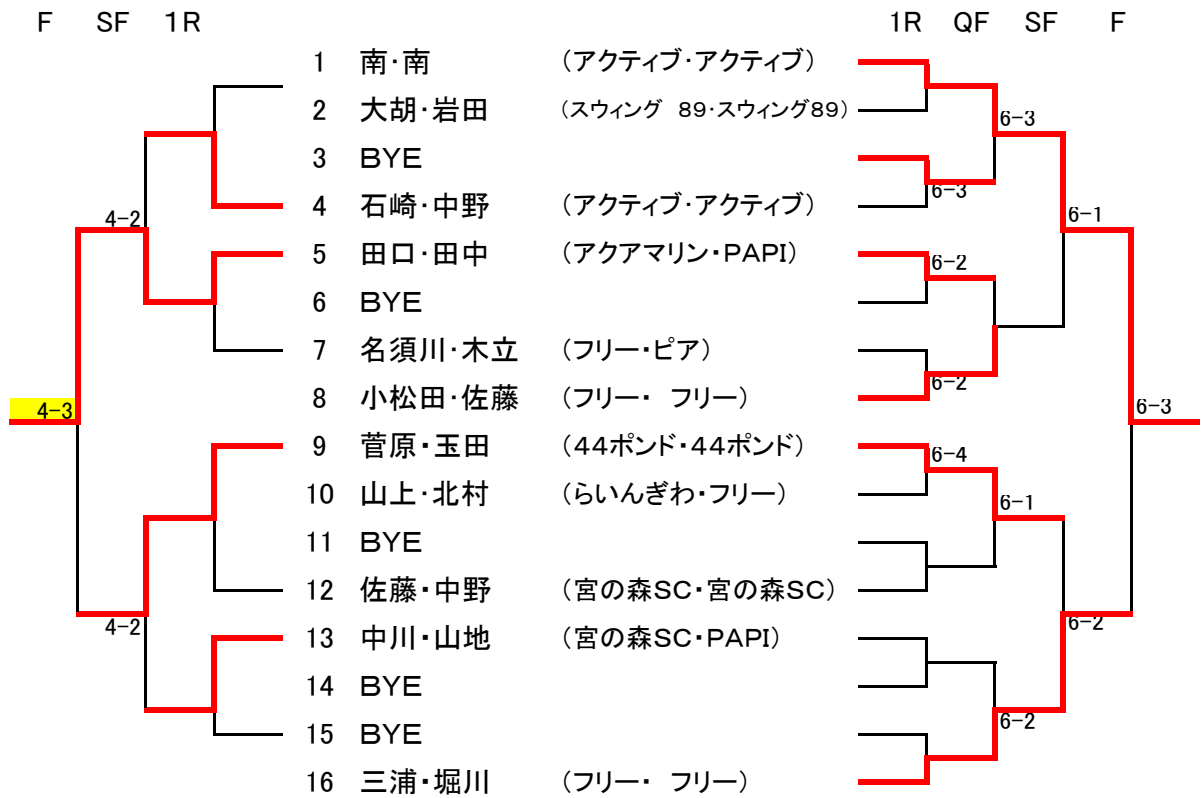 F SF 1R 1R QF SF F
1 南・南 (アクティブ・アクティブ)
2 大胡・岩田 (スウィング 89・スウィング89)
6-3
3 BYE
6-3
4 石崎・中野 (アクティブ・アクティブ)
4-2 6-1
5 田口・田中 (アクアマリン・PAPI)
6-2
6 BYE
7 名須川・木立 (フリー・ピア)
6-2
8 小松田・佐藤 (フリー・ フリー)
4-3 6-3
9 菅原・玉田 (44ポンド・44ポンド)
6-4
10 山上・北村 (らいんぎわ・フリー)
6-1
11 BYE
12 佐藤・中野 (宮の森SC・宮の森SC)
4-2 6-2
13 中川・山地 (宮の森SC・PAPI)
14 BYE
6-2
15 BYE
16 三浦・堀川 (フリー・ フリー)